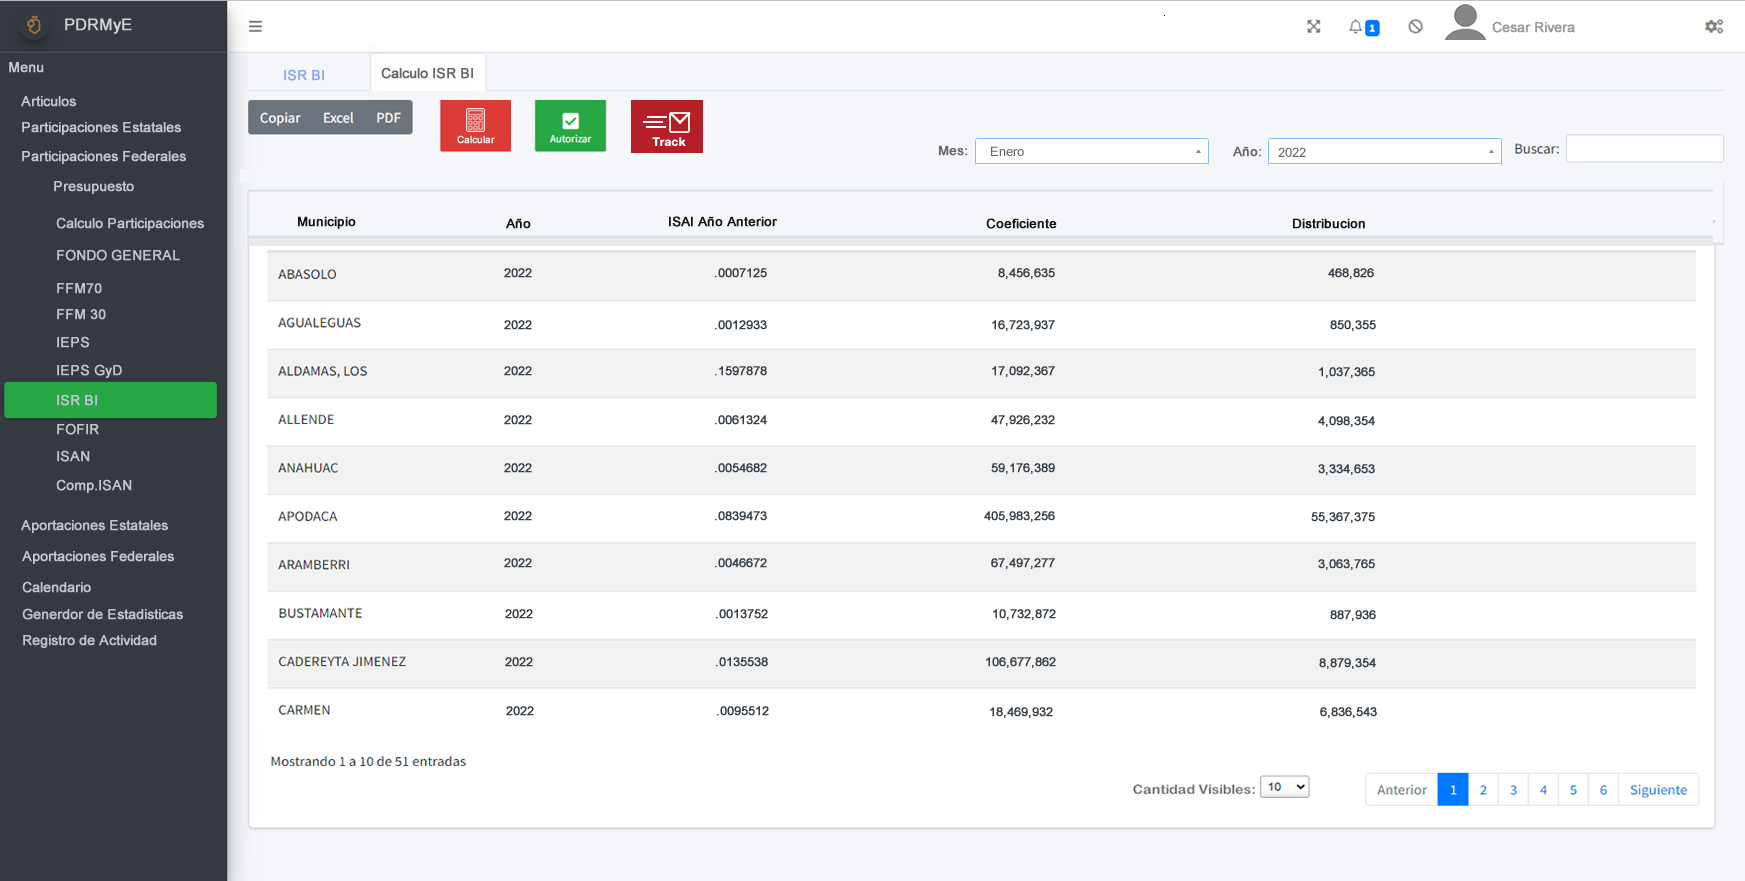 PDRMyE
1
Cesar Rivera
Menu
Articulos
Participaciones Estatales
Participaciones Federales
Presupuesto
Calculo Participaciones
FONDO GENERAL
FFM70
FFM 30
IEPS
IEPS GyD
ISR BI
FOFIR
ISAN
Comp.ISAN
Aportaciones Estatales
Aportaciones Federales
Calendario
Generdor de Estadisticas
Registro de Actividad
ISR BI
Calculo ISR BI
Copiar Excel PDF
Calcular
Autorizar
Track
Mes: Enero Año: 2022 Buscar:
Municipio Año ISAI Año Anterior Coeficiente Distribucion
ABASOLO 2022 .0007125 8,456,635 468,826
AGUALEGUAS 2022 .0012933 16,723,937 850,355
ALDAMAS, LOS 2022 .1597878 17,092,367 1,037,365
ALLENDE 2022 .0061324 47,926,232 4,098,354
ANAHUAC 2022 .0054682 59,176,389 3,334,653
APODACA 2022 .0839473 405,983,256 55,367,375
ARAMBERRI 2022 .0046672 67,497,277 3,063,765
BUSTAMANTE 2022 .0013752 10,732,872 887,936
CADEREYTA JIMENEZ 2022 .0135538 106,677,862 8,879,354
CARMEN 2022 .0095512 18,469,932 6,836,543
Mostrando 1 a 10 de 51 entradas
Cantidad Visibles: 10
Anterior 1 2 3 4 5 6 Siguiente